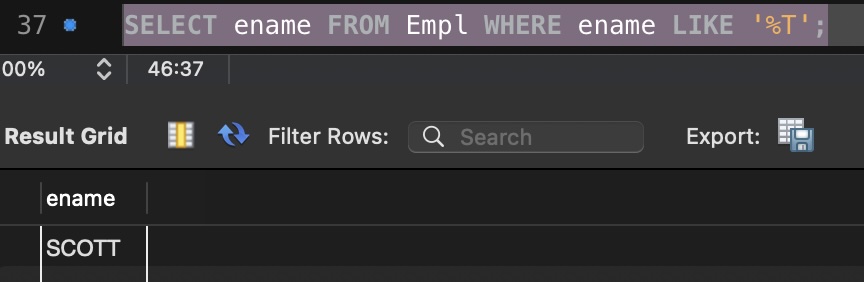 37 SELECT ename FROM Empl WHERE ename LIKE '%T';
00% 46:37
Result Grid Filter Rows: Search Export:
ename
SCOTT